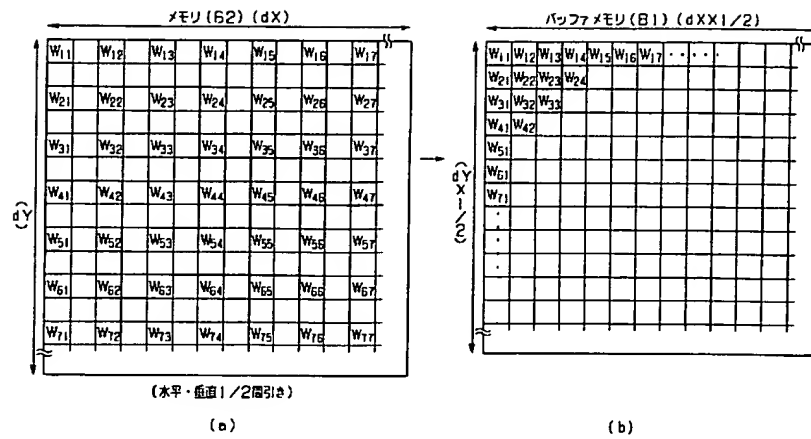 メモリ(62)(dX)
W11 W12 W13 W14 W15 W16 W17
W21 W22 W23 W24 W25 W26 W27
W31 W32 W33 W34 W35 W36 W37
W41 W42 W43 W44 W45 W46 W47
W51 W52 W53 W54 W55 W56 W57
W61 W62 W63 W64 W65 W66 W67
W71 W72 W73 W74 W75 W76 W77
(dY)
(水平・垂直1/2間引き)
(a)
バッファメモリ(81)(dX×1/2)
W11 W12 W13 W14 W15 W16 W17 ・・・・・
W21 W22 W23 W24
W31 W32 W33
W41 W42
W51
W61
W71
(dY×1/2)
(b)